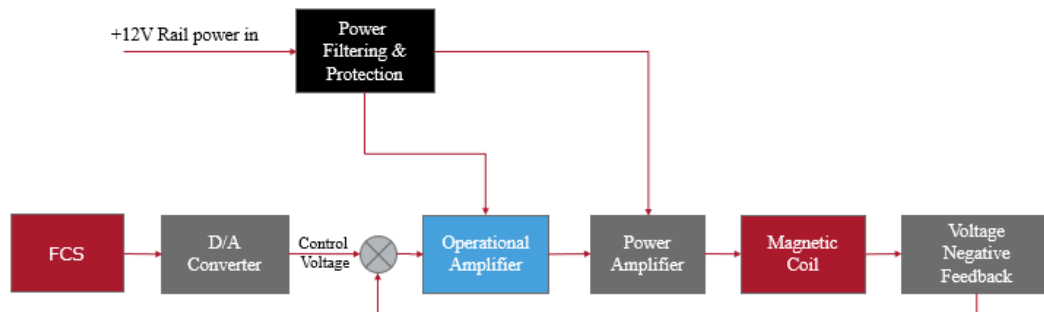 +12V Rail power in
Power
Filtering &
Protection
FCS
D/A
Converter
Control
Voltage
Operational
Amplifier
Power
Amplifier
Magnetic
Coil
Voltage
Negative
Feedback